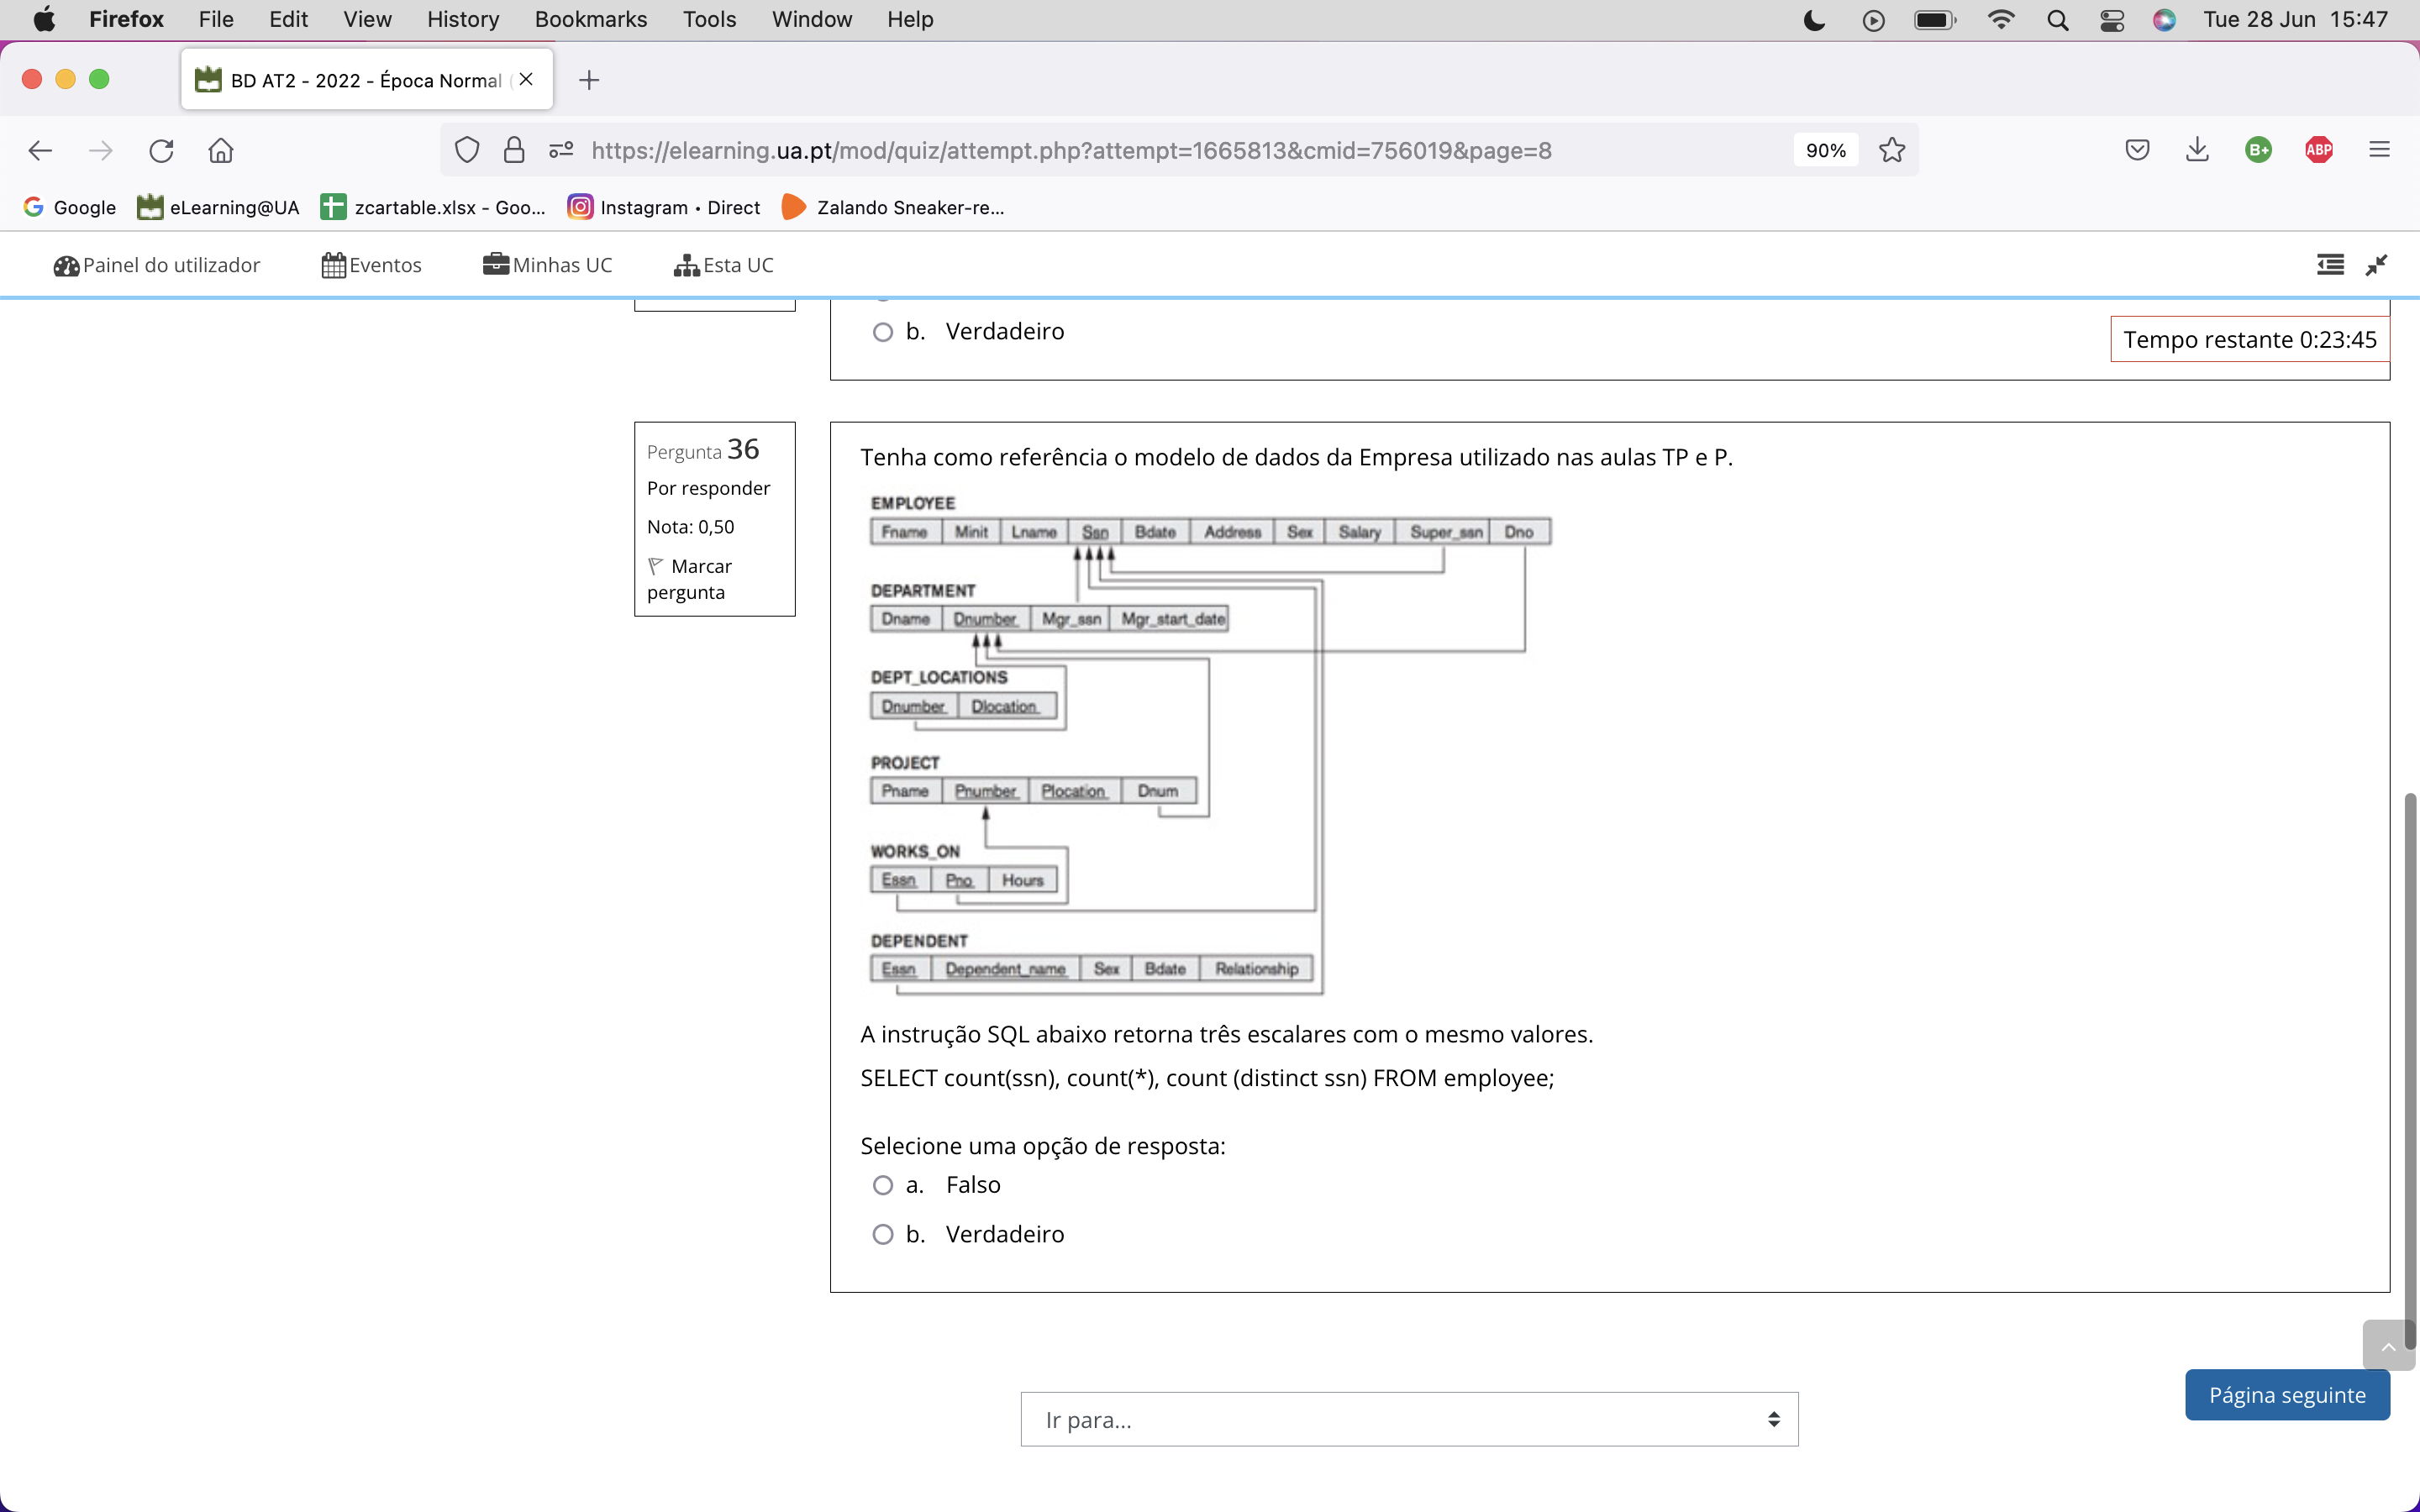 Firefox File Edit View History Bookmarks Tools Window Help Tue 28 Jun 15:47
BD AT2 - 2022 - Época Normal (
https://elearning.ua.pt/mod/quiz/attempt.php?attempt=1665813&cmid=756019&page=8 90% B+ ABP
Google eLearning@UA zcartable.xlsx - Goo... Instagram • Direct Zalando Sneaker-re...
Painel do utilizador Eventos Minhas UC Esta UC
b. Verdadeiro
Tempo restante 0:23:45
Pergunta 36
Por responder
Nota: 0,50
Marcar
pergunta
Tenha como referência o modelo de dados da Empresa utilizado nas aulas TP e P.
EMPLOYEE
Fname Minit Lname Ssn Bdate Address Sex Salary Super_ssn Dno
DEPARTMENT
Dname Dnumber Mgr_ssn Mgr_start_date
DEPT_LOCATIONS
Dnumber Dlocation
PROJECT
Pname Pnumber Plocation Dnum
WORKS_ON
Essn Pno Hours
DEPENDENT
Essn Dependent_name Sex Bdate Relationship
A instrução SQL abaixo retorna três escalares com o mesmo valores.
SELECT count(ssn), count(*), count (distinct ssn) FROM employee;
Selecione uma opção de resposta:
a. Falso
b. Verdadeiro
Página seguinte
Ir para...